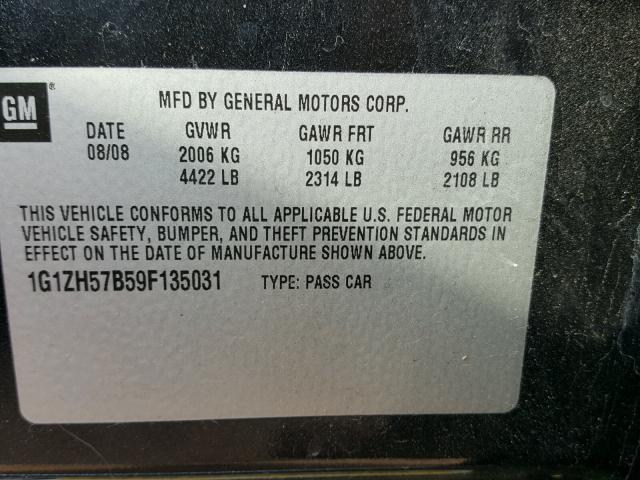 GM®
MFD BY GENERAL MOTORS CORP.
DATE GVWR GAWR FRT GAWR RR
08/08 2006 KG 1050 KG 956 KG
4422 LB 2314 LB 2108 LB
THIS VEHICLE CONFORMS TO ALL APPLICABLE U.S. FEDERAL MOTOR
VEHICLE SAFETY, BUMPER, AND THEFT PREVENTION STANDARDS IN
EFFECT ON THE DATE OF MANUFACTURE SHOWN ABOVE.
1G1ZH57B59F135031 TYPE: PASS CAR